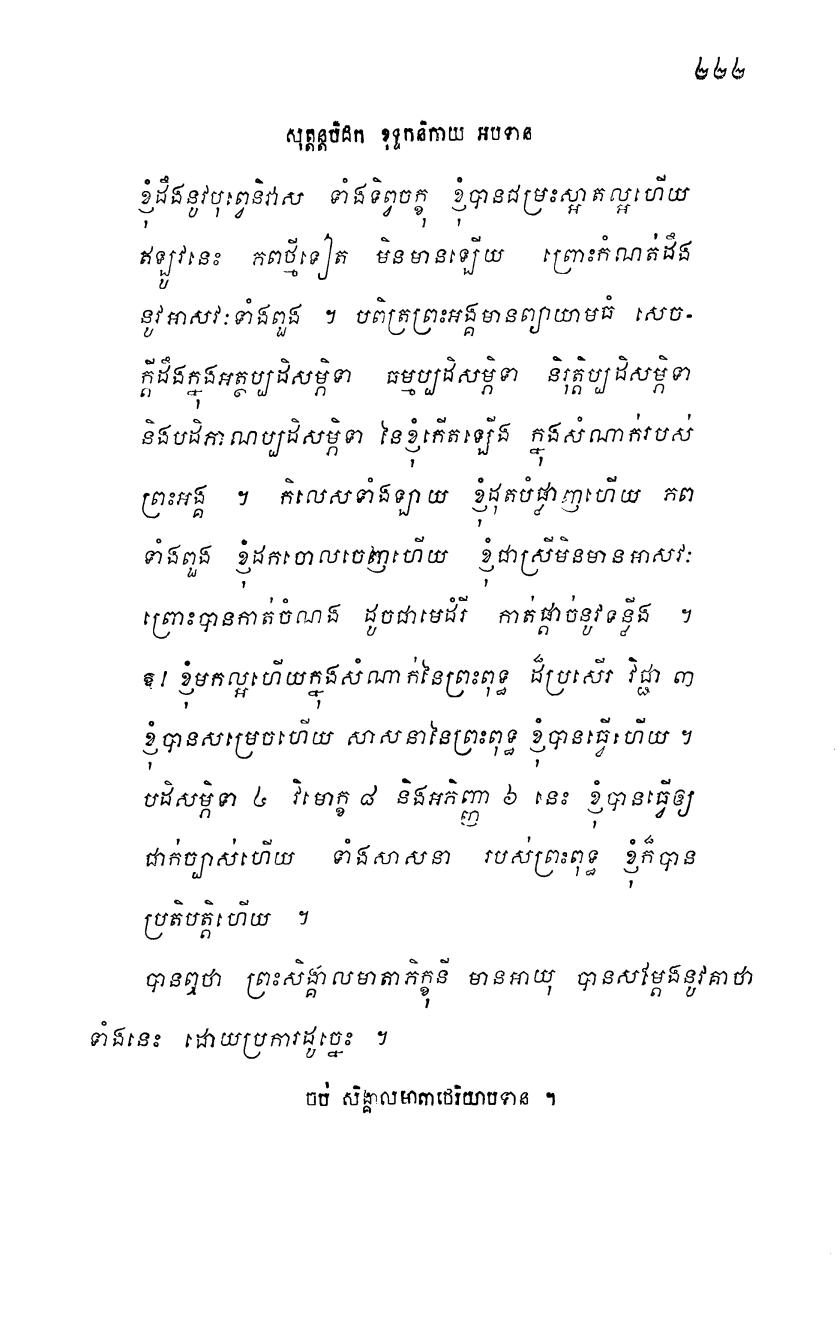 ២២២
សុត្តន្តបិដក ខុទ្ទកនិកាយ អបទាន
ខ្ញុំដឹងនូវបុព្វេនិវាស ទាំងទិព្វចក្ខុ ខ្ញុំបានជម្រះស្អាតល្អហើយ
ឥឡូវនេះ ភពថ្មីទៀត មិនមានឡើយ ព្រោះកំណត់ដឹង
នូវអាសវៈទាំងពួង ។ បពិត្រព្រះអង្គមានព្យាយាមធំ សេច-
ក្តីដឹងក្នុងអត្ថប្បដិសម្ភិទា ធម្មប្បដិសម្ភិទា និរុត្តិប្បដិសម្ភិទា
និងបដិភាណប្បដិសម្ភិទា នៃខ្ញុំកើតឡើង ក្នុងសំណាក់របស់
ព្រះអង្គ ។ កិលេសទាំងឡាយ ខ្ញុំដុតបំផ្លាញហើយ ភព
ទាំងពួង ខ្ញុំដកចោលចេញហើយ ខ្ញុំជាស្រីមិនមានអាសវៈ
ព្រោះបានកាត់ចំណង ដូចជាមេដំរី កាត់ផ្តាច់នូវទន្លីង ។
ឱ! ខ្ញុំមកល្អហើយក្នុងសំណាក់នៃព្រះពុទ្ធ ដ៏ប្រសើរ វិជ្ជា ៣
ខ្ញុំបានសម្រេចហើយ សាសនានៃព្រះពុទ្ធ ខ្ញុំបានធ្វើហើយ ។
បដិសម្ភិទា ៤ វិមោក្ខ ៨ និងអភិញ្ញា ៦ នេះ ខ្ញុំបានធ្វើឲ្យ
ជាក់ច្បាស់ហើយ ទាំងសាសនា របស់ព្រះពុទ្ធ ខ្ញុំក៏បាន
ប្រតិបត្តិហើយ ។
បានឮថា ព្រះសិង្គាលមាតាភិក្ខុនី មានអាយុ បានសម្តែងនូវគាថា
ទាំងនេះ ដោយប្រការដូច្នេះ ។
ចប់ សិង្គាលមាតាថេរិយាបទាន ។